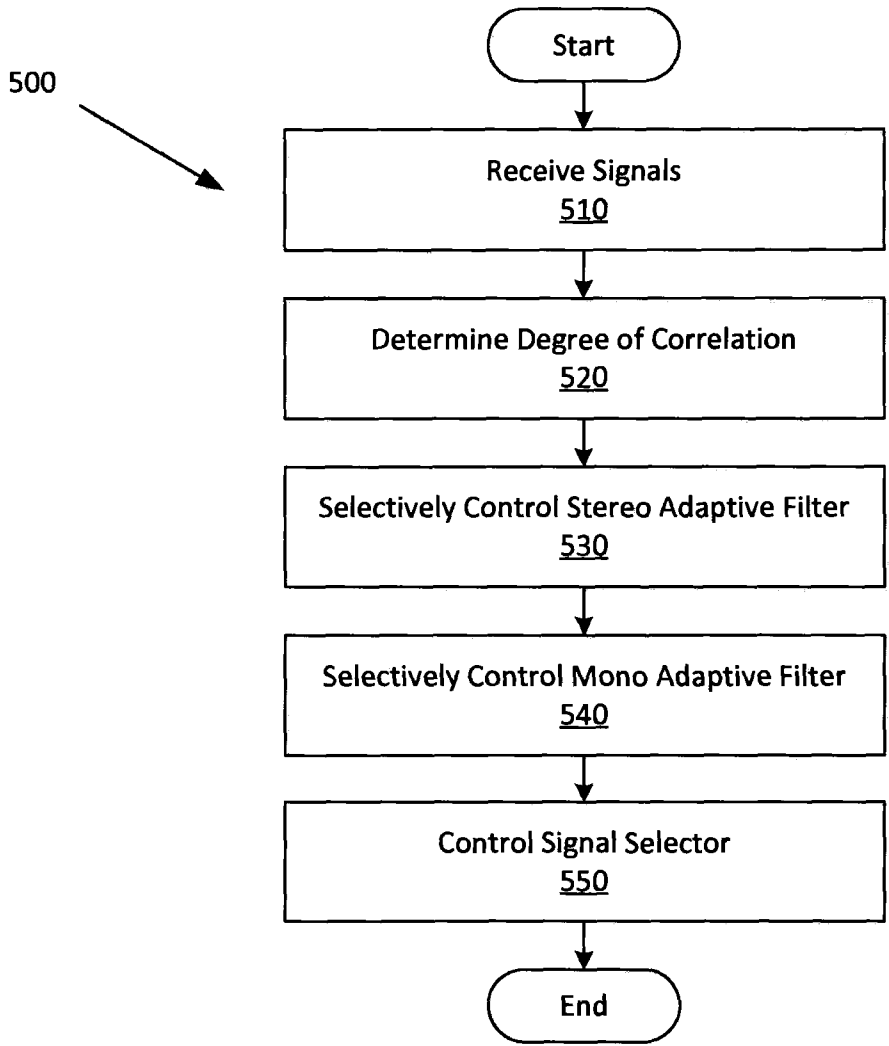 Start
500
Receive Signals
510
Determine Degree of Correlation
520
Selectively Control Stereo Adaptive Filter
530
Selectively Control Mono Adaptive Filter
540
Control Signal Selector
550
End